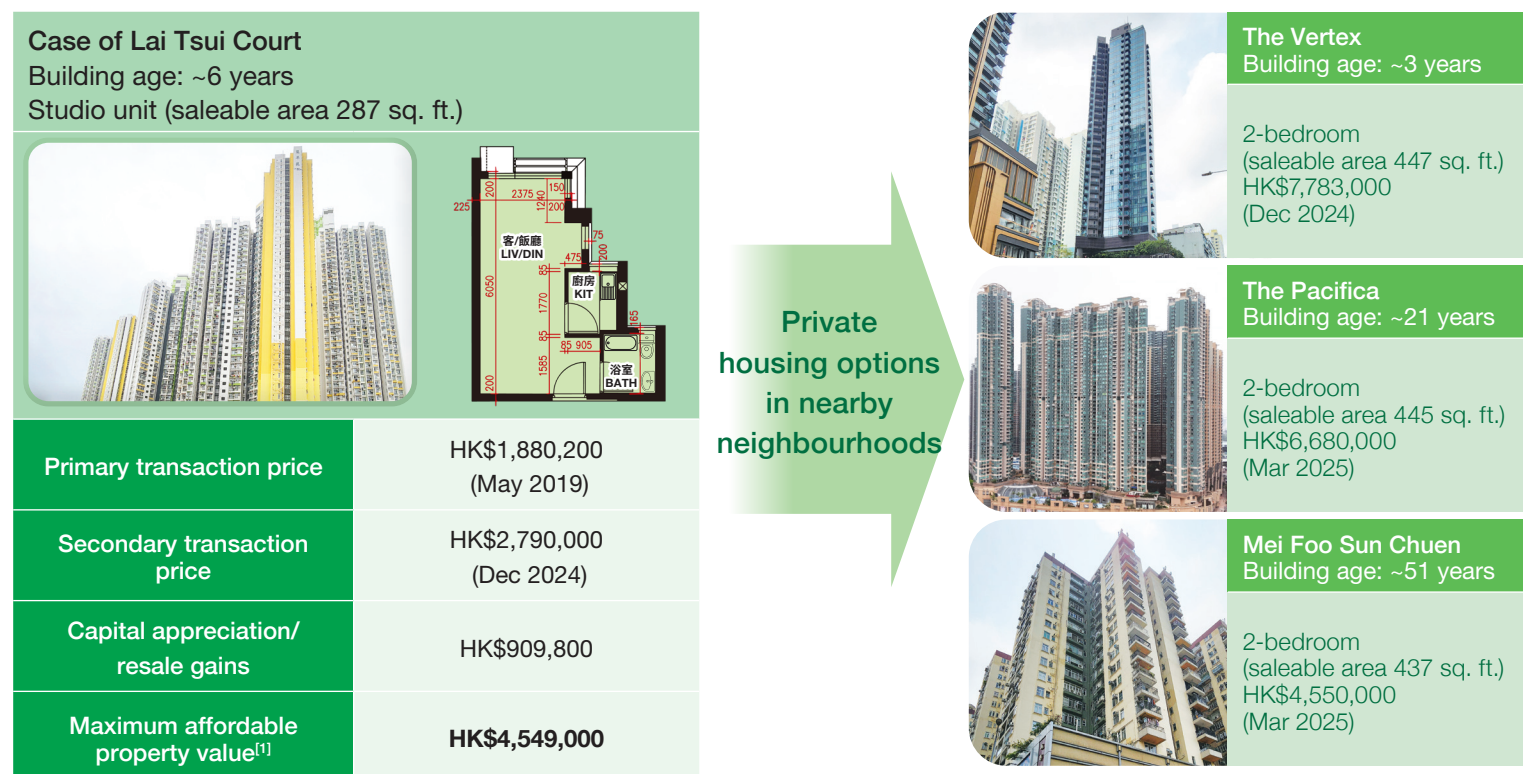 Case of Lai Tsui Court
Building age: ~6 years
Studio unit (saleable area 287 sq. ft.)
200
2375
150
1240
200
225
客/飯廳
LIV/DIN
75
475
200
85
廚房
KIT
6050
1770
165
85
85 905
1585
浴室
BATH
200
Primary transaction price
HK$1,880,200
(May 2019)
Secondary transaction
price
HK$2,790,000
(Dec 2024)
Capital appreciation/
resale gains
HK$909,800
Maximum affordable
property value[1]
HK$4,549,000
Private
housing options
in nearby
neighbourhoods
The Vertex
Building age: ~3 years
2-bedroom
(saleable area 447 sq. ft.)
HK$7,783,000
(Dec 2024)
The Pacifica
Building age: ~21 years
2-bedroom
(saleable area 445 sq. ft.)
HK$6,680,000
(Mar 2025)
Mei Foo Sun Chuen
Building age: ~51 years
2-bedroom
(saleable area 437 sq. ft.)
HK$4,550,000
(Mar 2025)